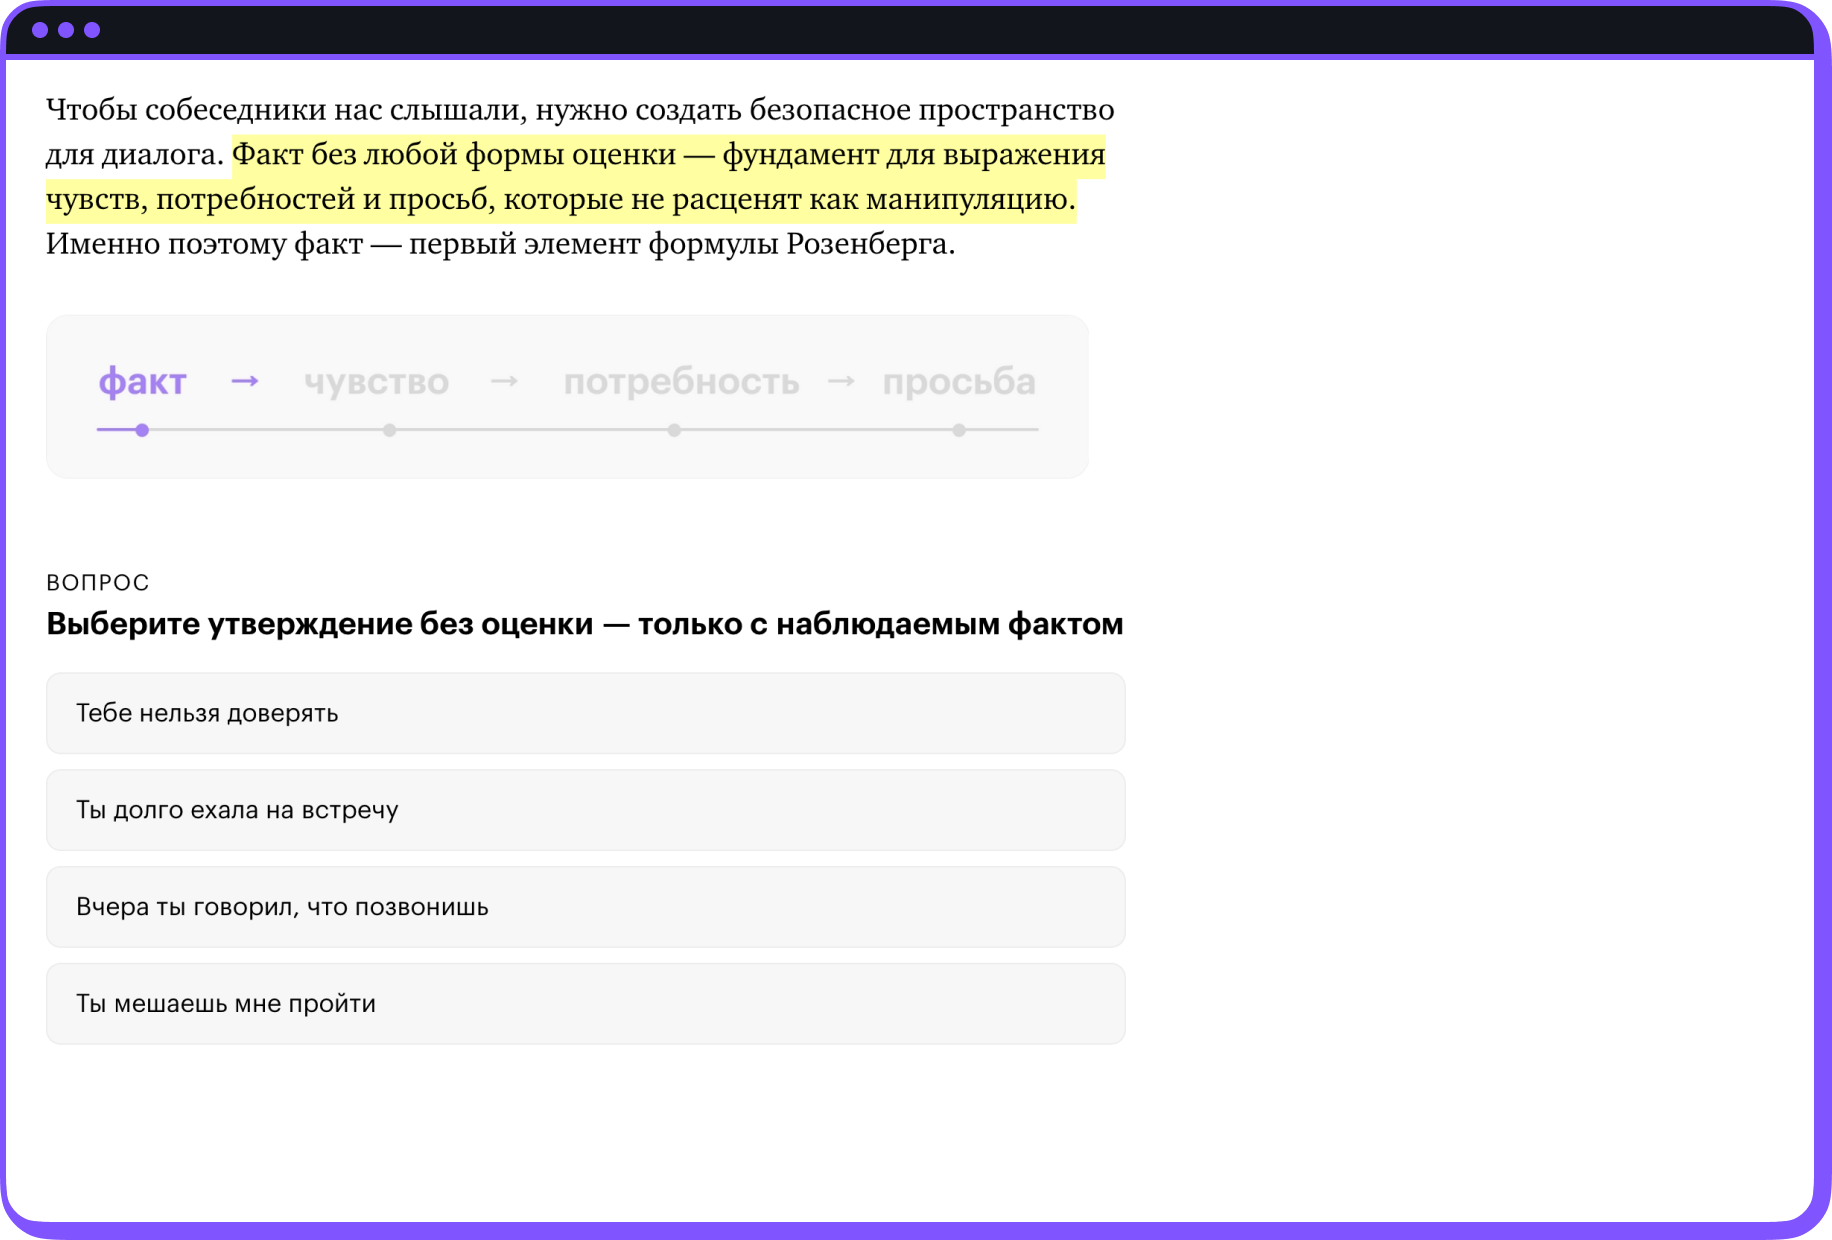 Чтобы собеседники нас слышали, нужно создать безопасное пространство
для диалога. Факт без любой формы оценки — фундамент для выражения
чувств, потребностей и просьб, которые не расценят как манипуляцию.
Именно поэтому факт — первый элемент формулы Розенберга.
факт → чувство → потребность → просьба
ВОПРОС
Выберите утверждение без оценки — только с наблюдаемым фактом
Тебе нельзя доверять
Ты долго ехала на встречу
Вчера ты говорил, что позвонишь
Ты мешаешь мне пройти